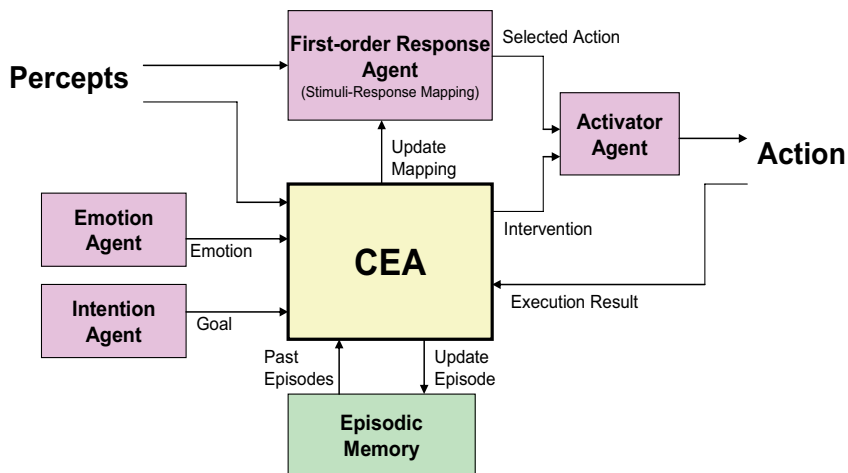 First-order Response
Agent
(Stimuli-Response Mapping)
Selected Action
Percepts
Activator
Agent
Action
Update
Mapping
Emotion
Agent
Emotion
CEA
Intervention
Intention
Agent
Goal
Execution Result
Past
Episodes
Update
Episode
Episodic
Memory